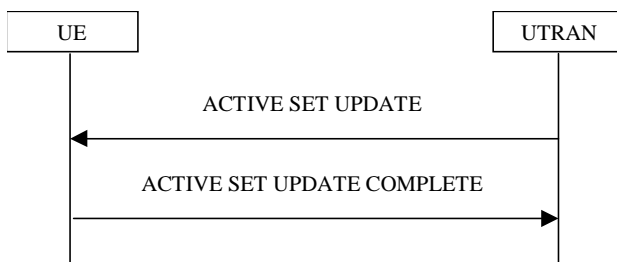 UE
UTRAN
ACTIVE SET UPDATE
ACTIVE SET UPDATE COMPLETE